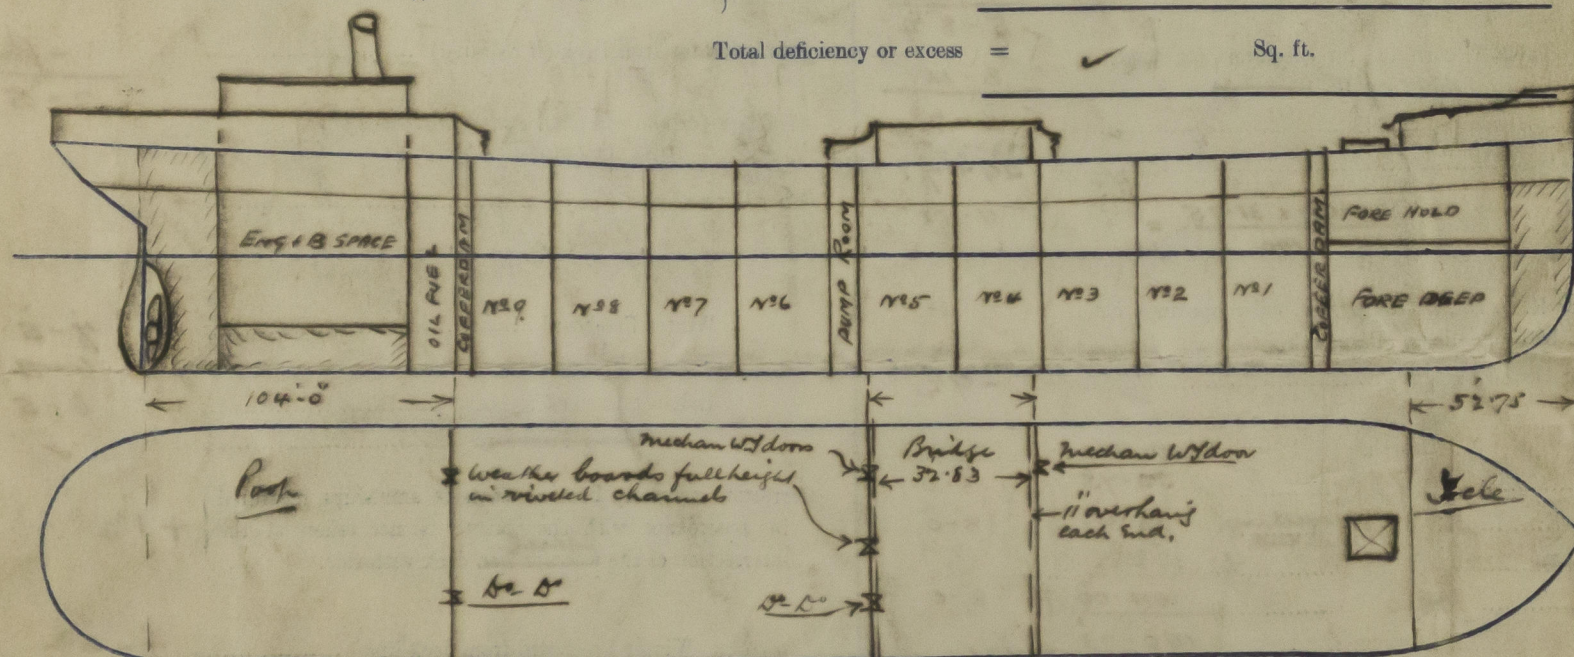 Total deficiency or excess = ✓ Sq. ft.
Eng & B SPACE
OIL FUEL
COFFERDAM
Nº9
Nº8
Nº7
Nº6
PUMP ROOM
Nº5
Nº4
Nº3
Nº2
Nº1
COFFERDAM
FORE HOLD
FORE DEEP
104'-0"
52.75
Poop
weather boards full height
in riveted channels
Do Do
mechan WT doors
Do Do
Bridge
32.83
mechan WT door
11" overhang
each end.
Fcle